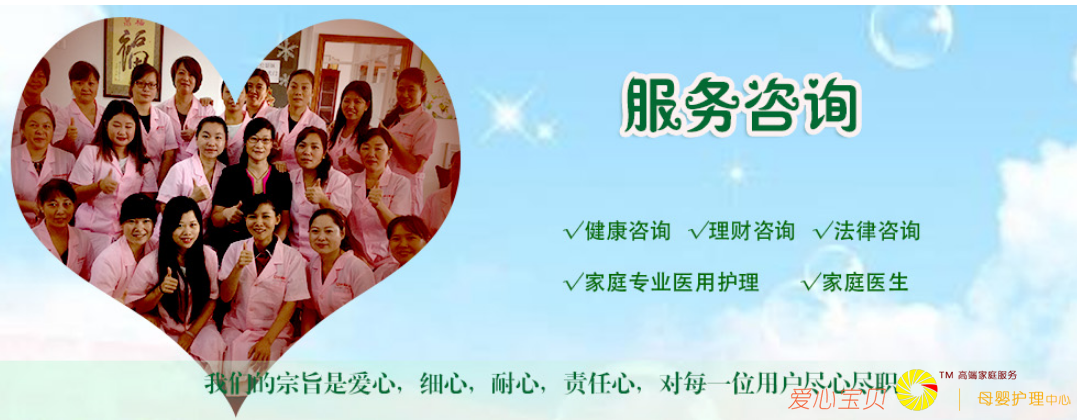 福
服务咨询
✓健康咨询 ✓理财咨询 ✓法律咨询
✓家庭专业医用护理 ✓家庭医生
我们的宗旨是爱心，细心，耐心，责任心，对每一位用户尽心尽职
爱心宝贝 TM 高端家庭服务
母婴护理中心